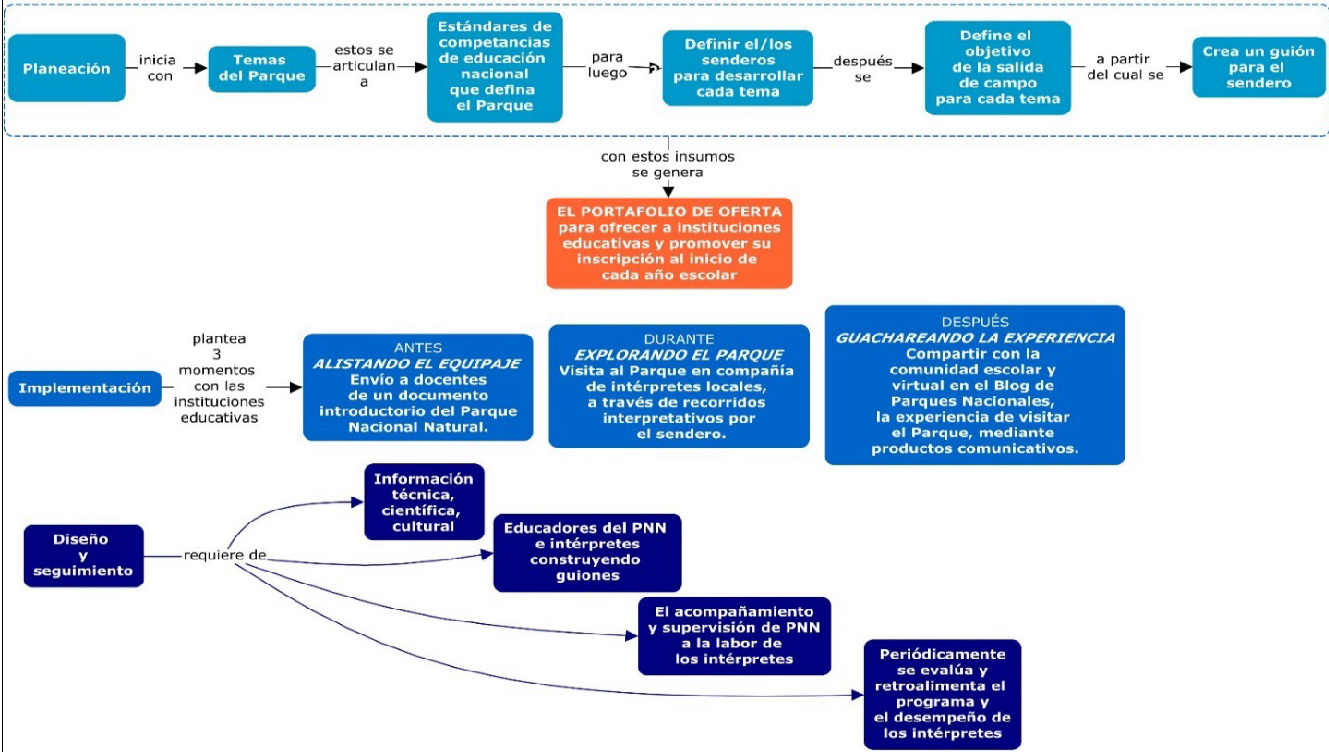 Planeación
inicia
con
Temas
del Parque
estos se
articulan
a
Estándares de
competancias
de educación
nacional
que defina
el Parque
para
luego
Definir el/los
senderos
para desarrollar
cada tema
después
se
Define el
objetivo
de la salida
de campo
para cada tema
a partir
del cual se
Crea un guión
para el
sendero
con estos insumos
se genera
EL PORTAFOLIO DE OFERTA
para ofrecer a instituciones
educativas y promover su
inscripción al inicio de
cada año escolar
Implementación
plantea
3
momentos
con las
instituciones
educativas
ANTES
ALISTANDO EL EQUIPAJE
Envío a docentes
de un documento
introductorio del Parque
Nacional Natural.
DURANTE
EXPLORANDO EL PARQUE
Visita al Parque en compañía
de intérpretes locales,
a través de recorridos
interpretativos por
el sendero.
DESPUÉS
GUACHAREANDO LA EXPERIENCIA
Compartir con la
comunidad escolar y
virtual en el Blog de
Parques Nacionales,
la experiencia de visitar
el Parque, mediante
productos comunicativos.
Diseño
y
seguimiento
requiere de
Información
técnica,
científica,
cultural
Educadores del PNN
e intérpretes
construyendo
guiones
El acompañamiento
y supervisión de PNN
a la labor de
los intérpretes
Periódicamente
se evalúa y
retroalimenta el
programa y
el desempeño de
los intérpretes